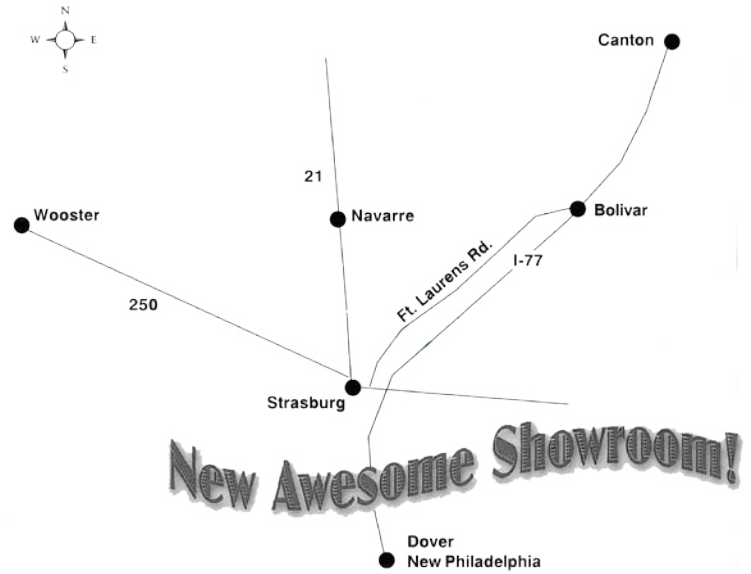 N
W E
S
Canton
21
Wooster
Navarre
Bolivar
Ft. Laurens Rd.
I-77
250
Strasburg
New Awesome Showroom!
Dover
New Philadelphia